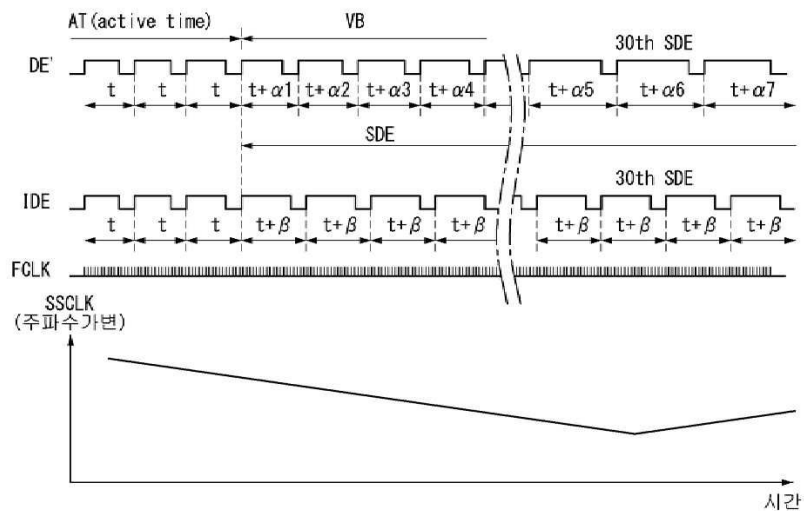 AT(active time) VB
30th SDE
DE'
t t t t+α1 t+α2 t+α3 t+α4 t+α5 t+α6 t+α7
SDE
30th SDE
IDE
t t t t+β t+β t+β t+β t+β t+β t+β t+β
FCLK
SSCLK
(주파수가변)
시간